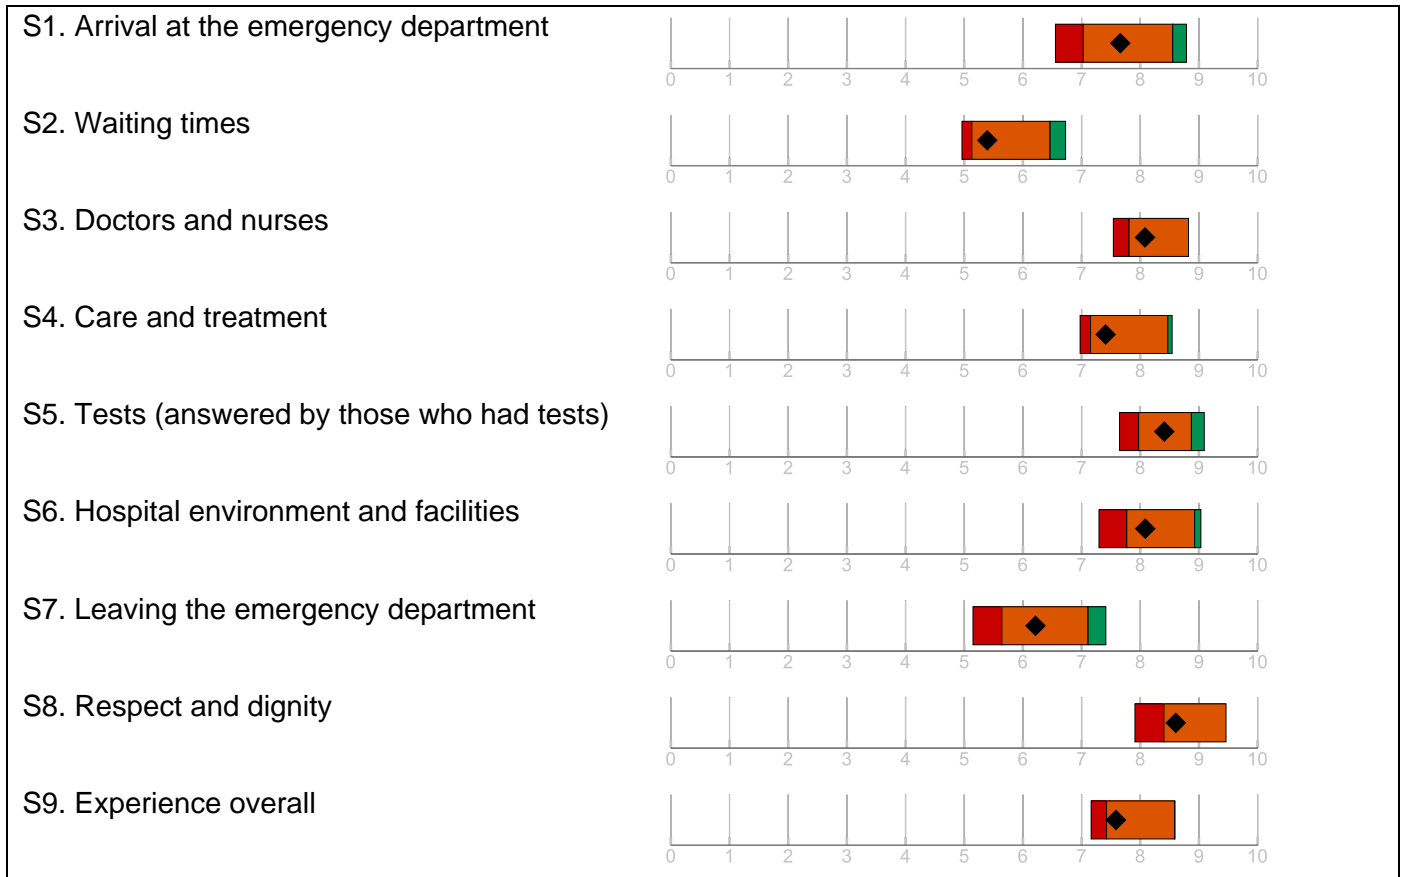 S1. Arrival at the emergency department
0 1 2 3 4 5 6 7 8 9 10
S2. Waiting times
0 1 2 3 4 5 6 7 8 9 10
S3. Doctors and nurses
0 1 2 3 4 5 6 7 8 9 10
S4. Care and treatment
0 1 2 3 4 5 6 7 8 9 10
S5. Tests (answered by those who had tests)
0 1 2 3 4 5 6 7 8 9 10
S6. Hospital environment and facilities
0 1 2 3 4 5 6 7 8 9 10
S7. Leaving the emergency department
0 1 2 3 4 5 6 7 8 9 10
S8. Respect and dignity
0 1 2 3 4 5 6 7 8 9 10
S9. Experience overall
0 1 2 3 4 5 6 7 8 9 10